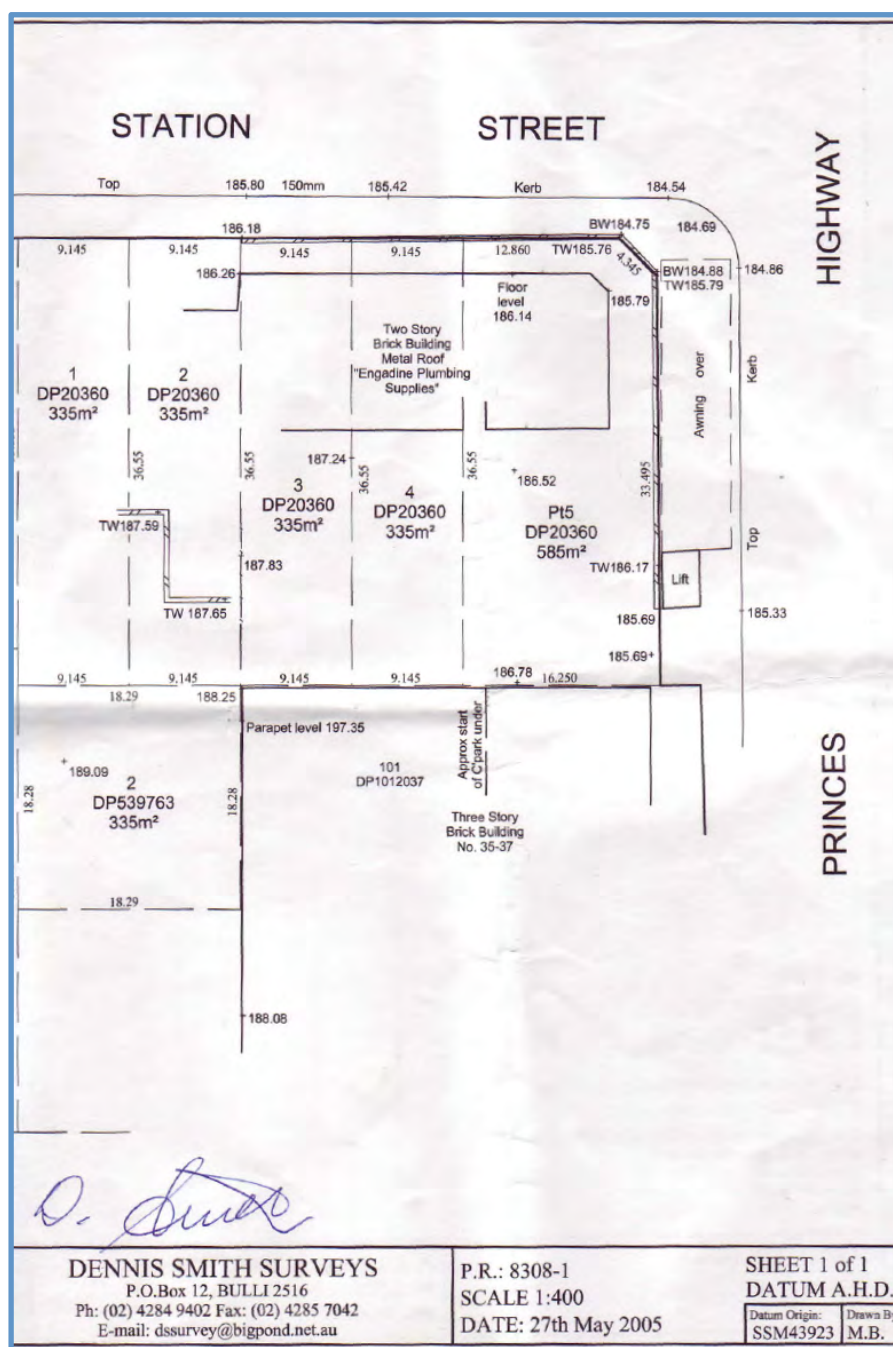 STATION STREET
HIGHWAY
Top 185.80 150mm 185.42 Kerb 184.54
186.18 BW184.75 184.69
9.145 9.145 9.145 9.145 12.860 TW185.76 4.345
186.26 BW184.88 184.86
TW185.79
Floor
level
186.14
185.79
Two Story
Brick Building
Metal Roof
"Engadine Plumbing
Supplies"
Awning over
Kerb
1
DP20360
335m²
2
DP20360
335m²
36.55 36.55 36.55 36.55
187.24
3
DP20360
335m²
4
DP20360
335m²
186.52
Pt5
DP20360
585m²
33.495
Top
TW187.59
187.83
TW186.17
Lift
TW 187.65
185.69
185.33
185.69
9.145 9.145 9.145 9.145 186.78 16.250
18.29 188.25
Parapet level 197.35
Approx start
of C'park under
189.09
101
DP1012037
2
DP539763
335m²
18.28 18.28
Three Story
Brick Building
No. 35-37
PRINCES
18.29
188.08
D. Smith
DENNIS SMITH SURVEYS
P.O.Box 12, BULLI 2516
Ph: (02) 4284 9402 Fax: (02) 4285 7042
E-mail: dssurvey@bigpond.net.au
P.R.: 8308-1
SCALE 1:400
DATE: 27th May 2005
SHEET 1 of 1
DATUM A.H.D.
Datum Origin:
SSM43923
Drawn By
M.B.